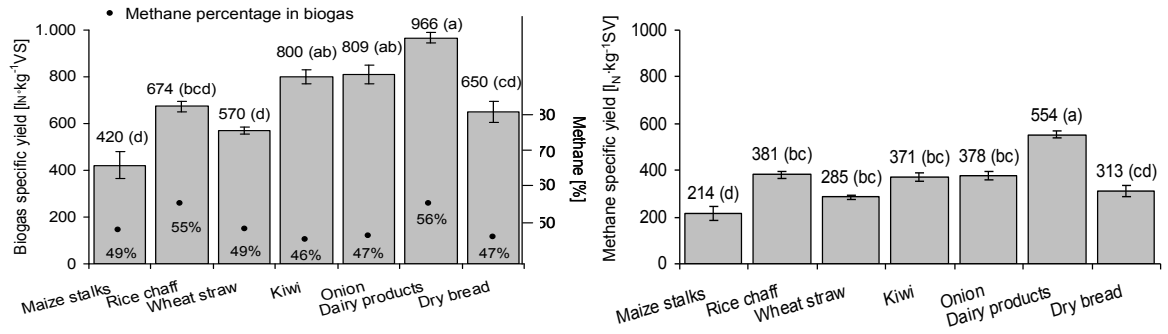 • Methane percentage in biogas
Biogas specific yield [lN·kg-1VS]
1.000
800
600
400
200
0
420 (d)
674 (bcd)
570 (d)
800 (ab)
809 (ab)
966 (a)
650 (cd)
49%
55%
49%
46%
47%
56%
47%
Maize stalks
Rice chaff
Wheat straw
Kiwi
Onion
Dairy products
Dry bread
70
Methane [%]
Methane specific yield [lN·kg-1SV]
1000
800
600
400
200
0
214 (d)
381 (bc)
285 (bc)
371 (bc)
378 (bc)
554 (a)
313 (cd)
Maize stalks
Rice chaff
Wheat straw
Kiwi
Onion
Dairy products
Dry bread